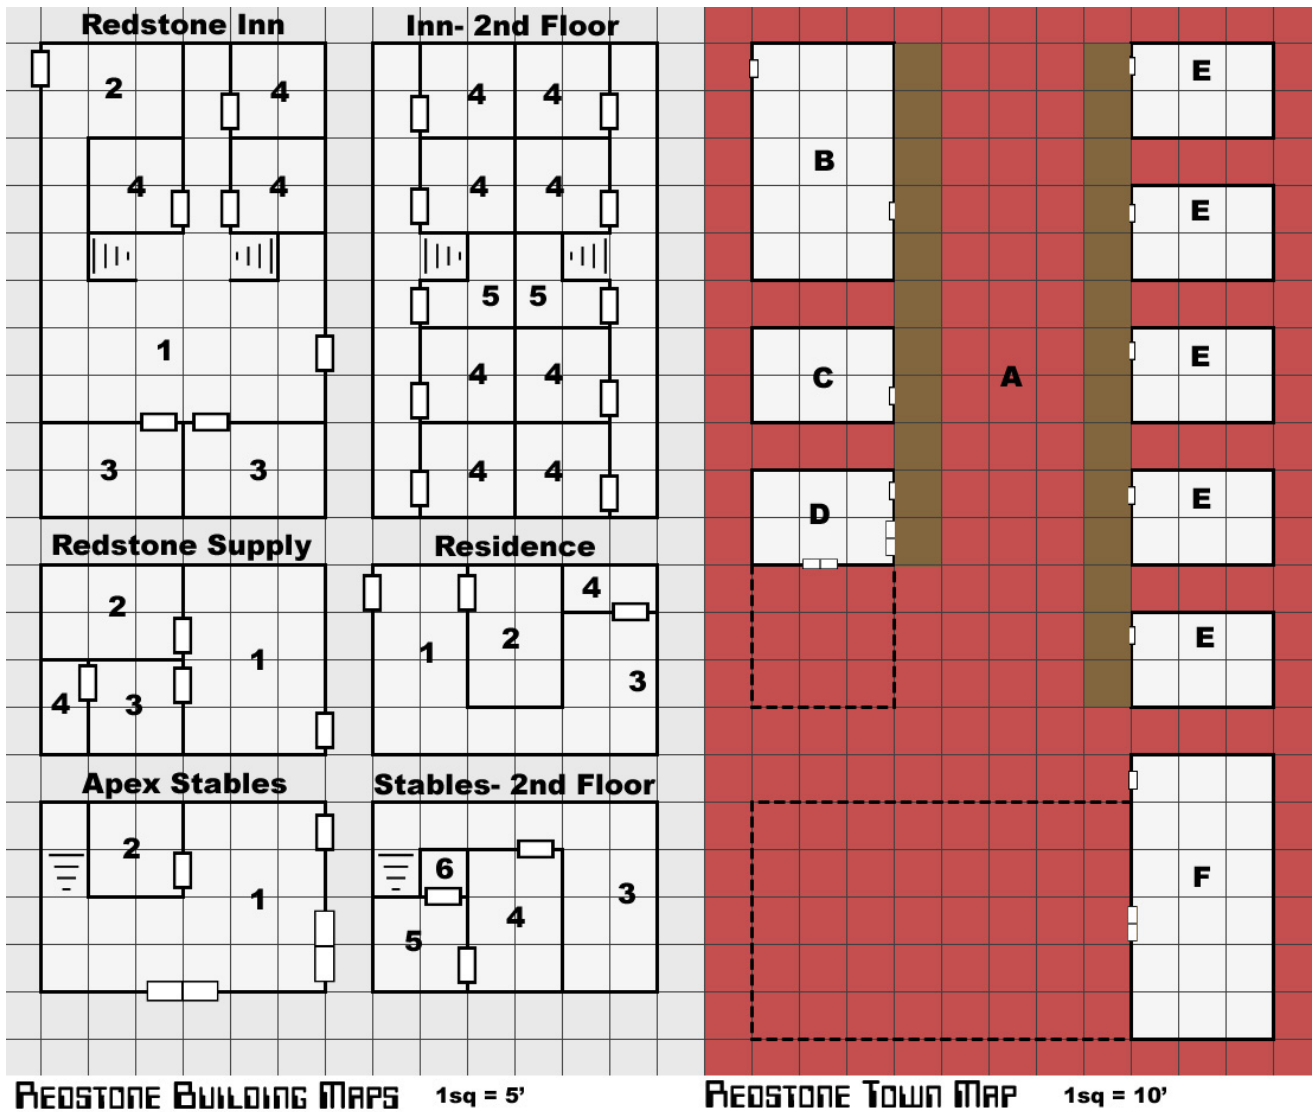 Redstone Inn
2
4
4
4
1
3
3
Inn- 2nd Floor
4
4
4
4
5
5
4
4
4
4
Redstone Supply
2
1
4
3
Residence
4
1
2
3
Apex Stables
2
1
Stables- 2nd Floor
6
3
4
5
REDSTONE BUILDING MAPS 1sq = 5'
E
B
E
C
A
E
D
E
E
F
REDSTONE TOWN MAP 1sq = 10'